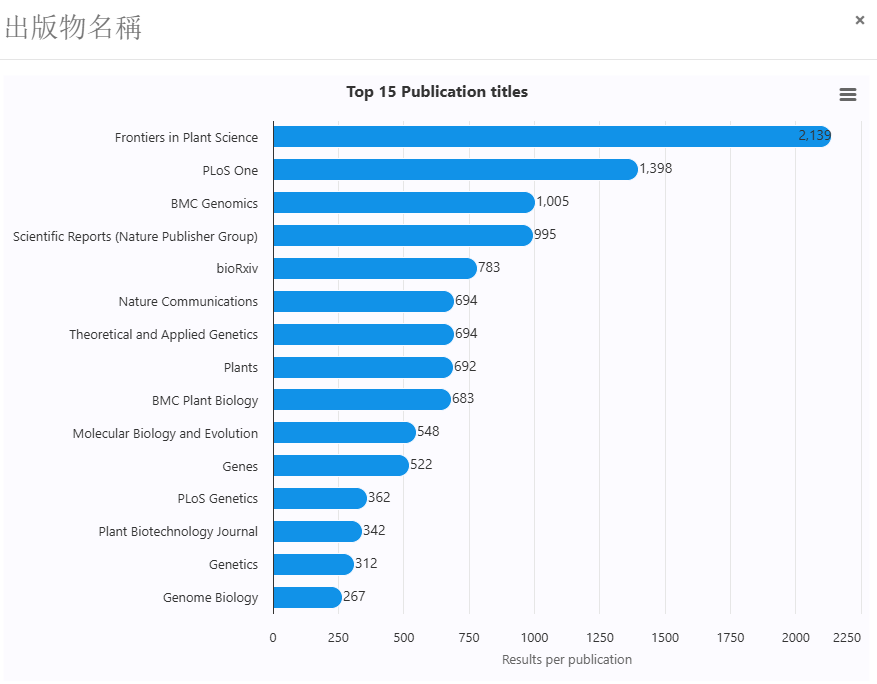 出版物名稱
×
Top 15 Publication titles
Frontiers in Plant Science 2,139
PLoS One 1,398
BMC Genomics 1,005
Scientific Reports (Nature Publisher Group) 995
bioRxiv 783
Nature Communications 694
Theoretical and Applied Genetics 694
Plants 692
BMC Plant Biology 683
Molecular Biology and Evolution 548
Genes 522
PLoS Genetics 362
Plant Biotechnology Journal 342
Genetics 312
Genome Biology 267
0 250 500 750 1000 1250 1500 1750 2000 2250
Results per publication